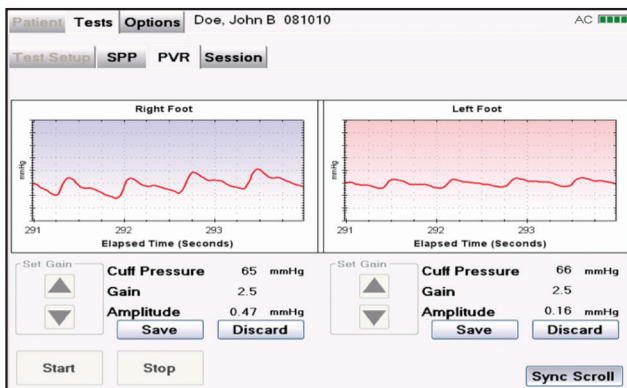 Patient Tests Options Doe, John B 081010 AC
Test Setup SPP PVR Session
Right Foot Left Foot
mmHg mmHg
291 292 293 291 292 293
Elapsed Time (Seconds) Elapsed Time (Seconds)
Set Gain Cuff Pressure 65 mmHg Set Gain Cuff Pressure 66 mmHg
Gain 2.5 Gain 2.5
Amplitude 0.47 mmHg Amplitude 0.16 mmHg
Save Discard Save Discard
Start Stop
Sync Scroll